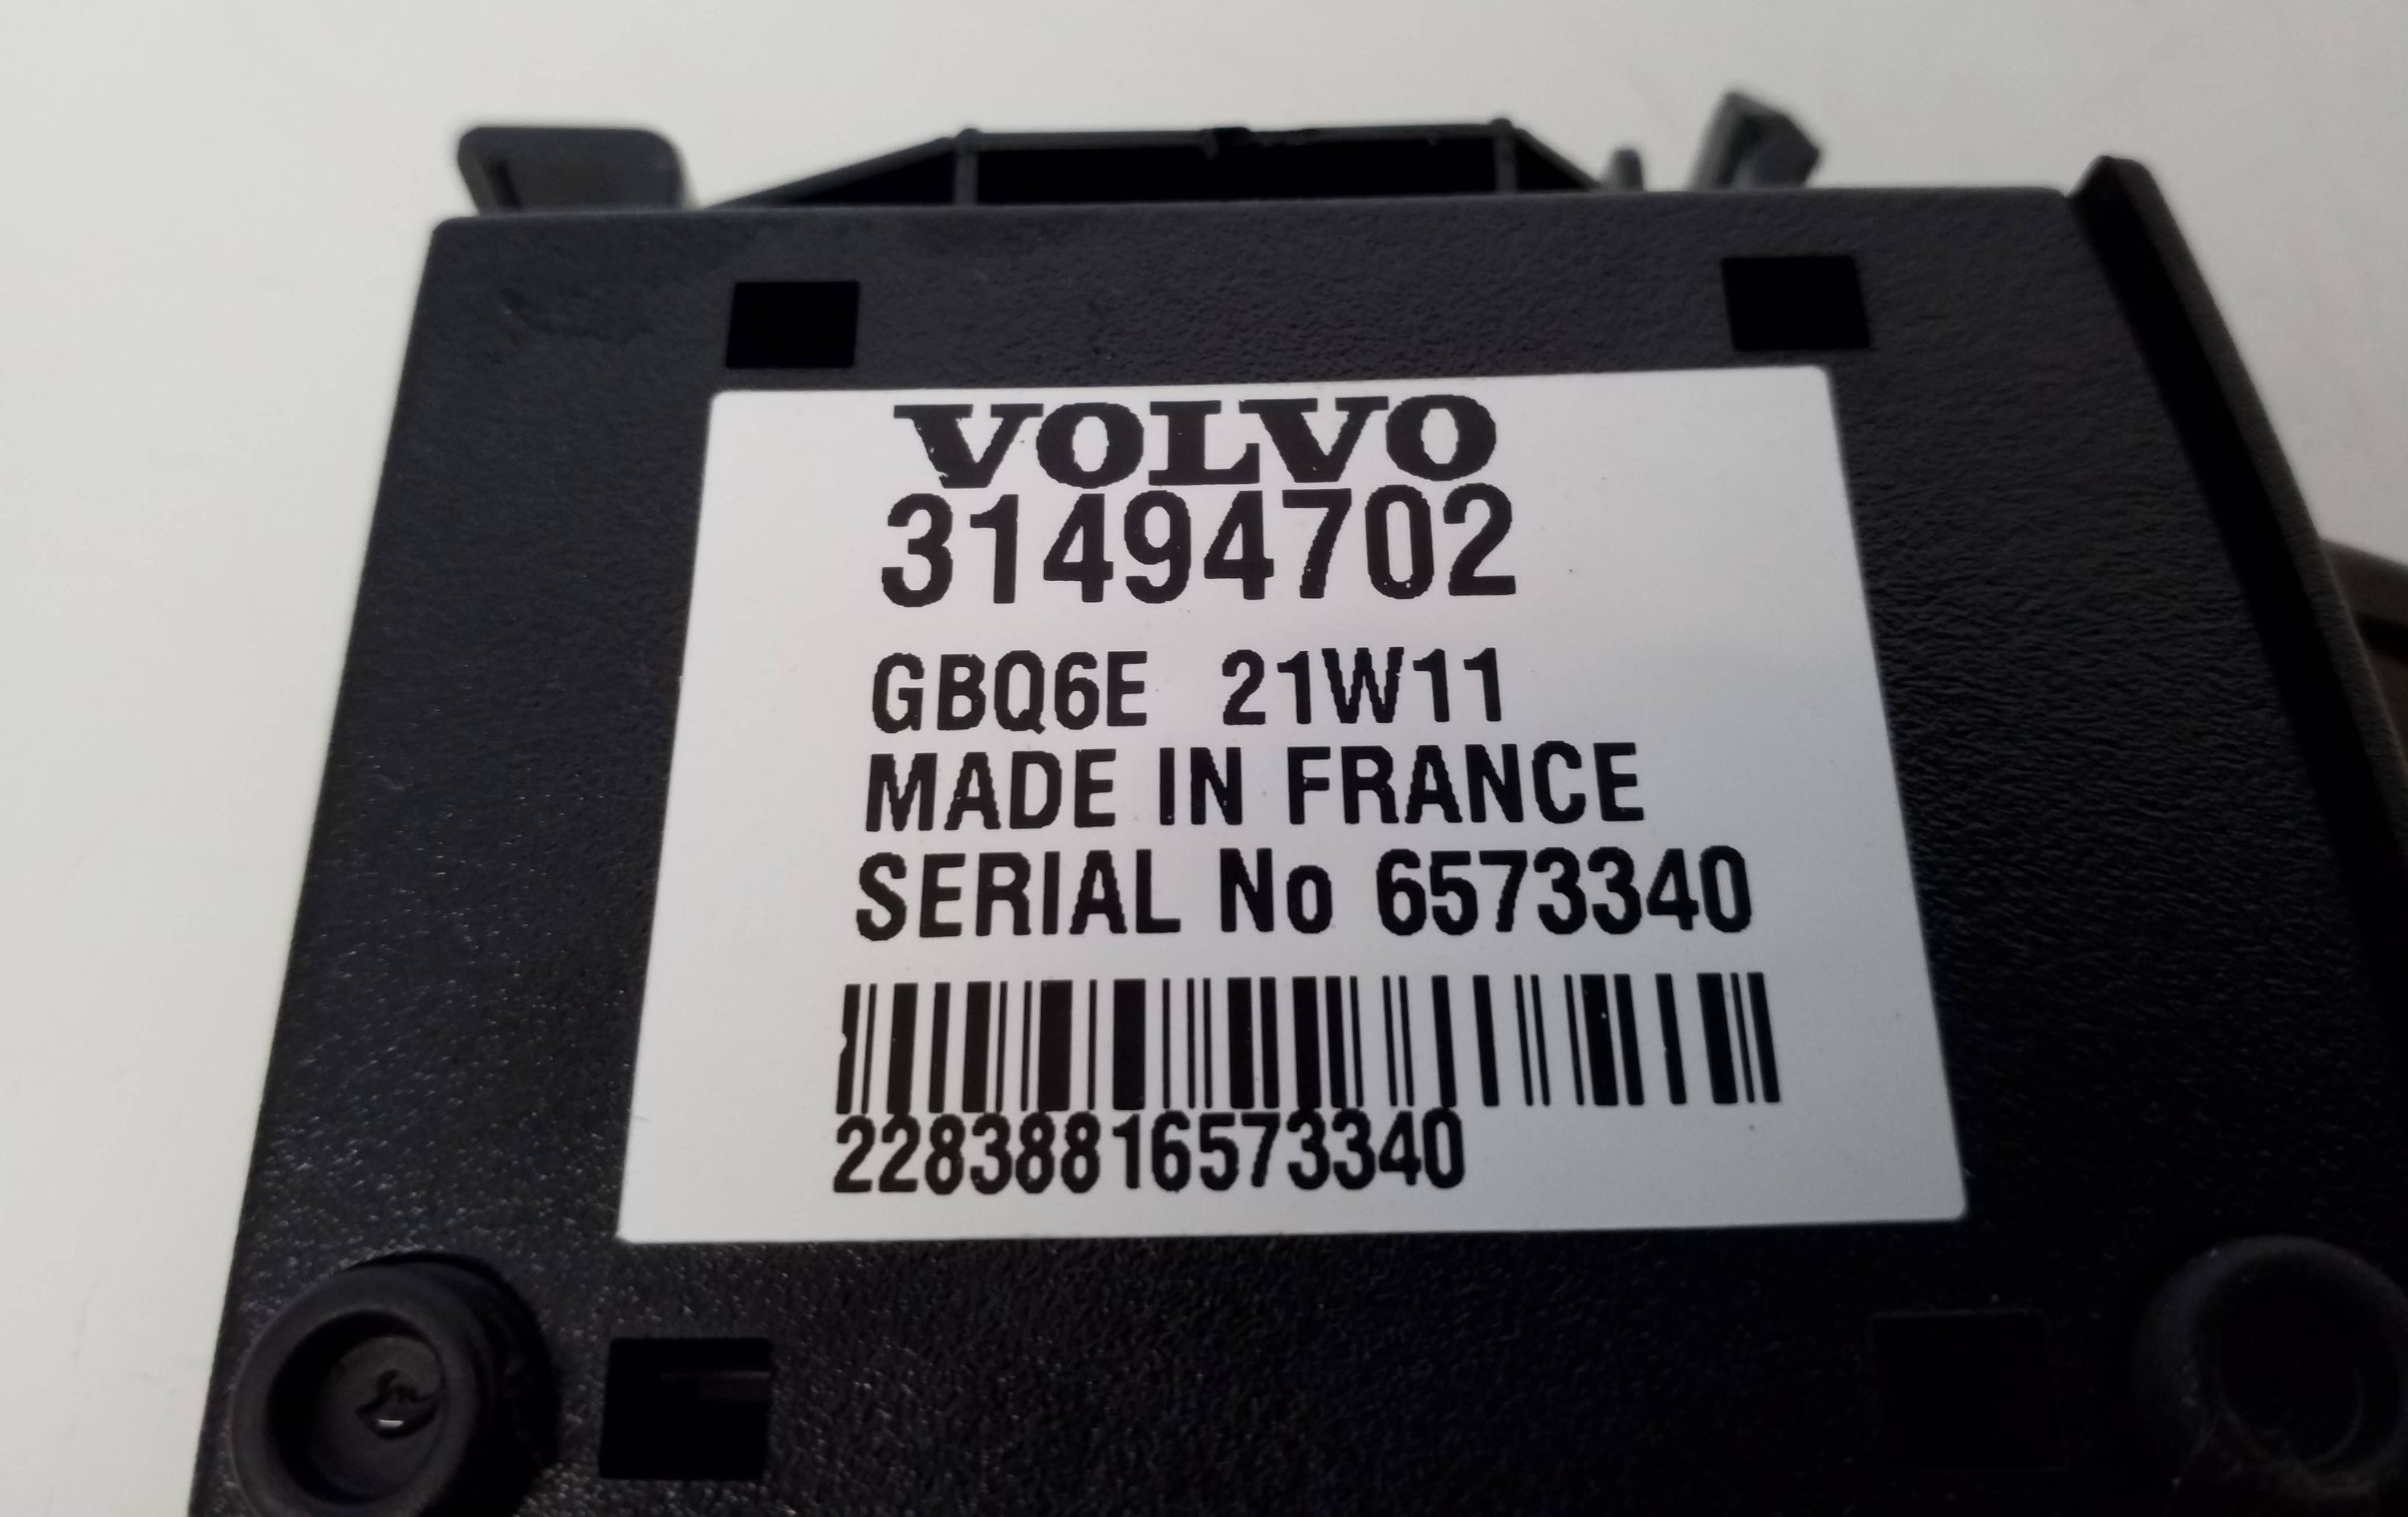 VOLVO
31494702
GBQ6E 21W11
MADE IN FRANCE
SERIAL No 6573340
22838816573340